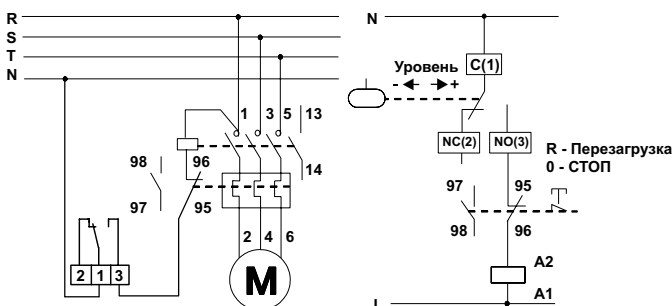 R
S
T
N
1 3 5 13
14
98 96
97 95
2 1 3
2 4 6
M
N
Уровень
- +
C(1)
NC(2) NO(3)
R - Перезагрузка
0 - СТОП
97 95
98 96
A2
A1
L